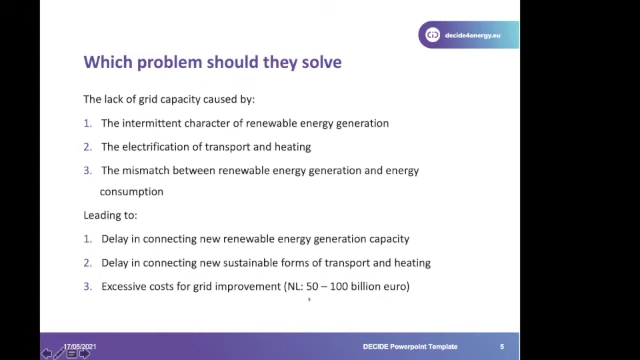 decide4energy.eu
Which problem should they solve
The lack of grid capacity caused by:
1. The intermittent character of renewable energy generation
2. The electrification of transport and heating
3. The mismatch between renewable energy generation and energy
consumption
Leading to:
1. Delay in connecting new renewable energy generation capacity
2. Delay in connecting new sustainable forms of transport and heating
3. Excessive costs for grid improvement (NL: 50 – 100 billion euro)
17/05/2021 DECIDE Powerpoint Template 5